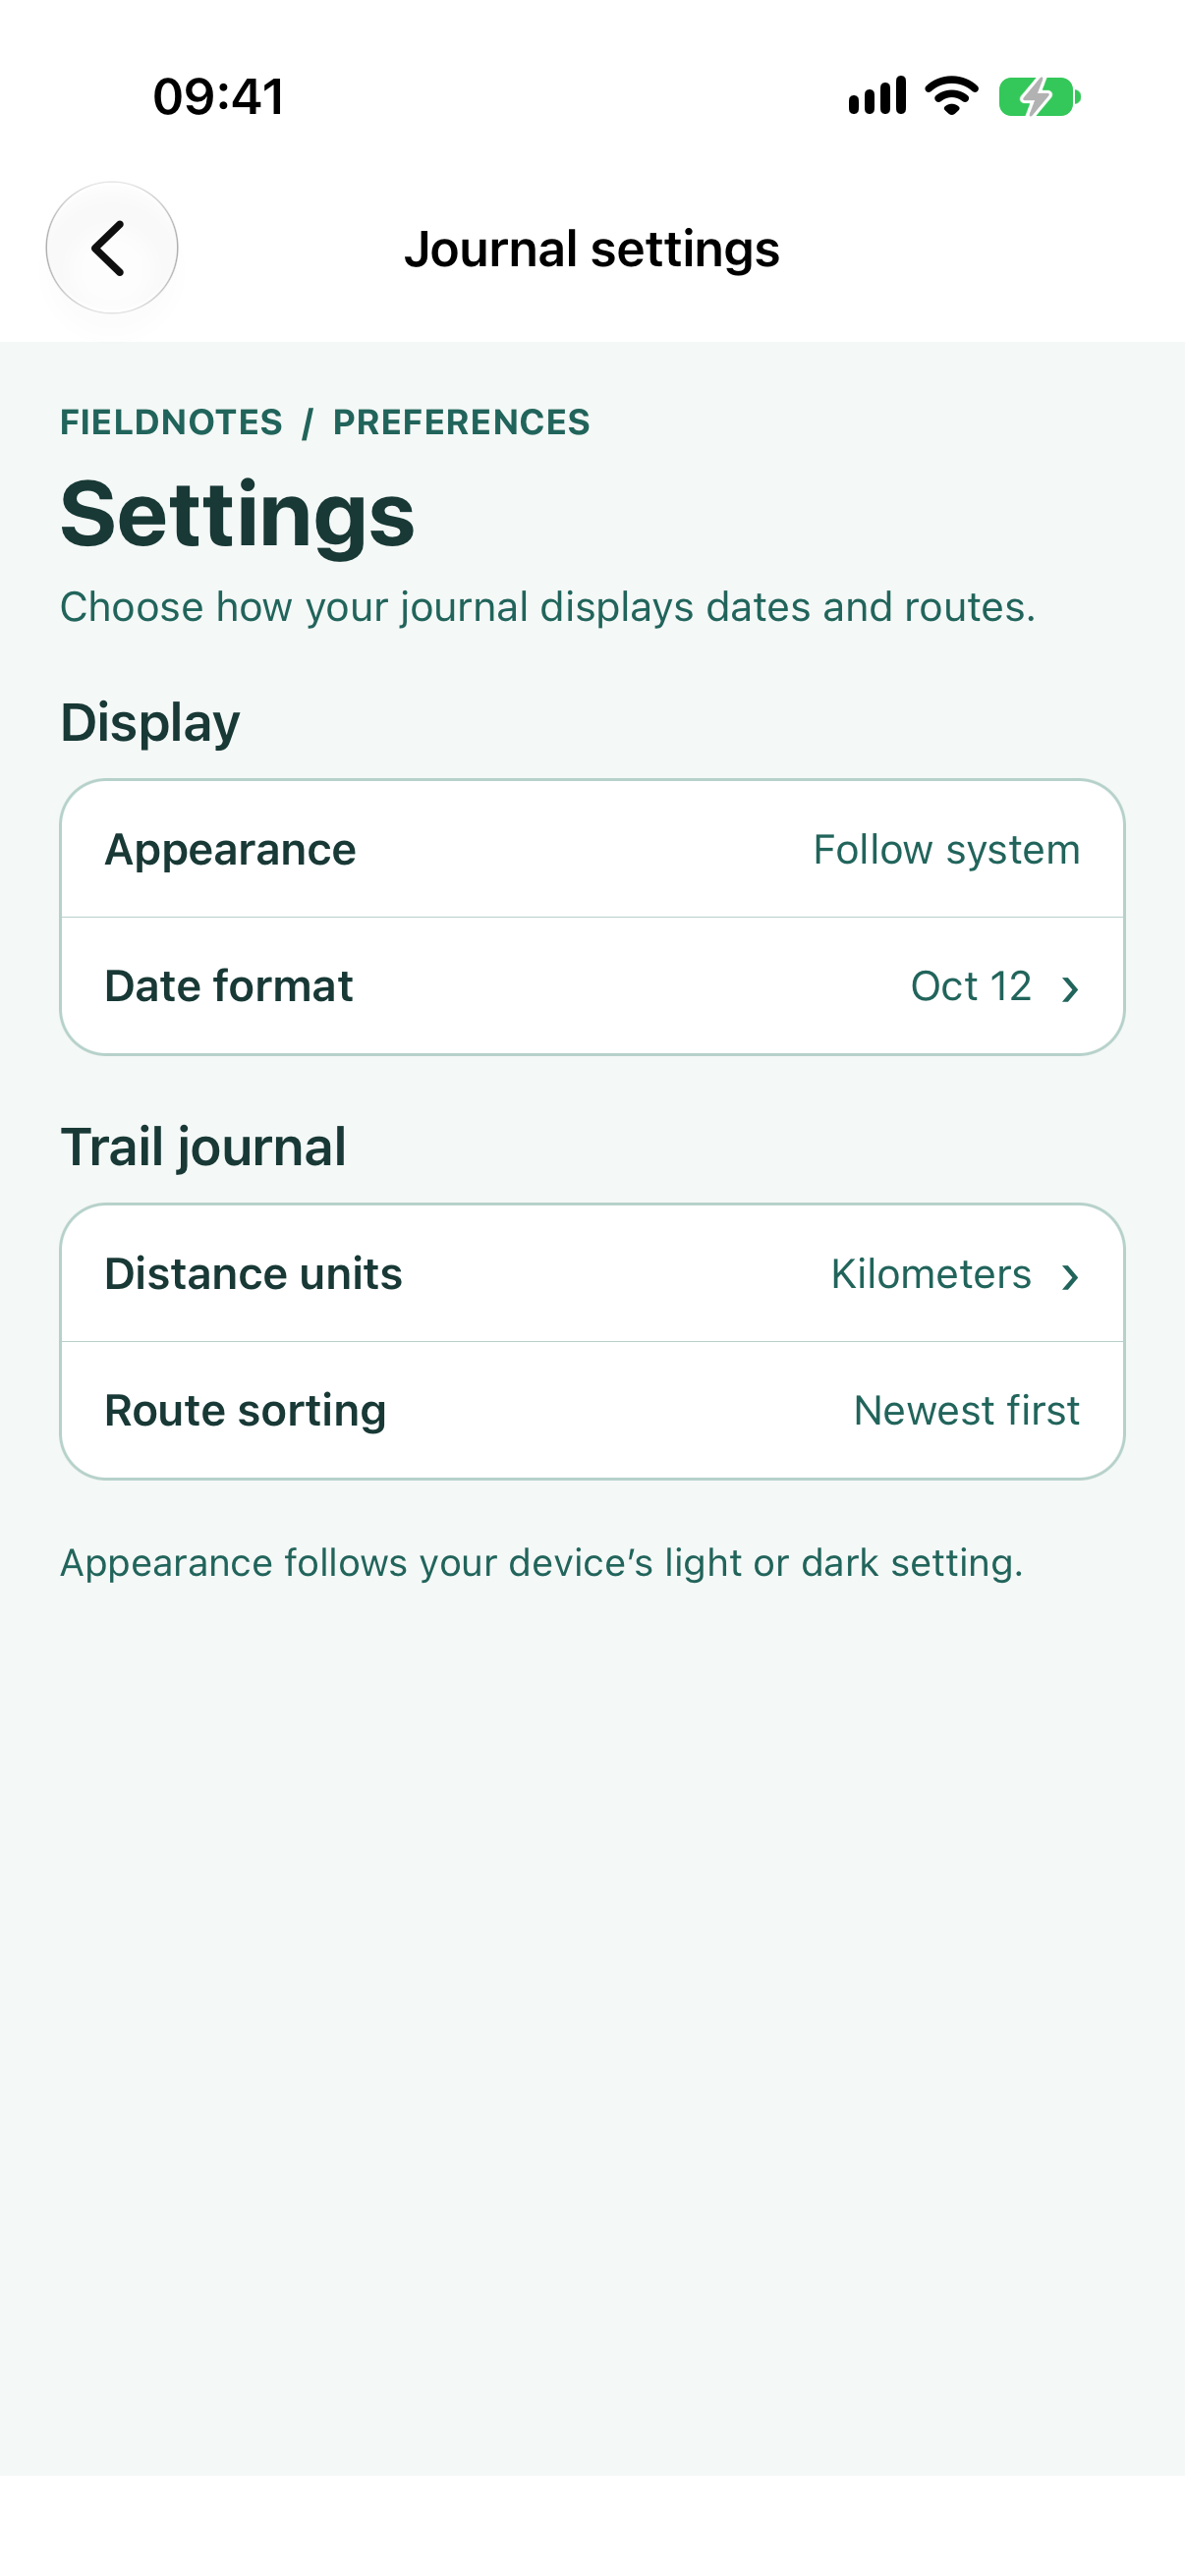 09:41
Journal settings
FIELDNOTES / PREFERENCES
Settings
Choose how your journal displays dates and routes.
Display
Appearance Follow system
Date format Oct 12 ›
Trail journal
Distance units Kilometers ›
Route sorting Newest first
Appearance follows your device’s light or dark setting.